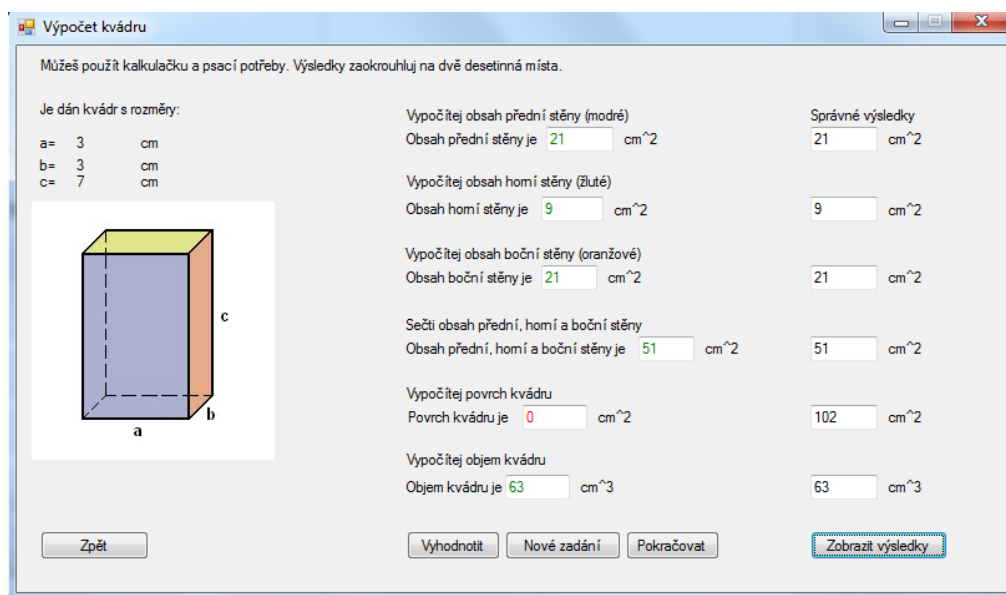 Výpočet kvádru
Můžeš použít kalkulačku a psací potřeby. Výsledky zaokrouhluj na dvě desetinná místa.
Je dán kvádr s rozměry:
a= 3 cm
b= 3 cm
c= 7 cm
c
b
a
Vypočítej obsah přední stěny (modré)
Obsah přední stěny je 21 cm^2
Vypočítej obsah horní stěny (žluté)
Obsah horní stěny je 9 cm^2
Vypočítej obsah boční stěny (oranžové)
Obsah boční stěny je 21 cm^2
Sečti obsah přední, horní a boční stěny
Obsah přední, horní a boční stěny je 51 cm^2
Vypočítej povrch kvádru
Povrch kvádru je 0 cm^2
Vypočítej objem kvádru
Objem kvádru je 63 cm^3
Správné výsledky
21 cm^2
9 cm^2
21 cm^2
51 cm^2
102 cm^2
63 cm^3
Zpět
Vyhodnotit
Nové zadání
Pokračovat
Zobrazit výsledky